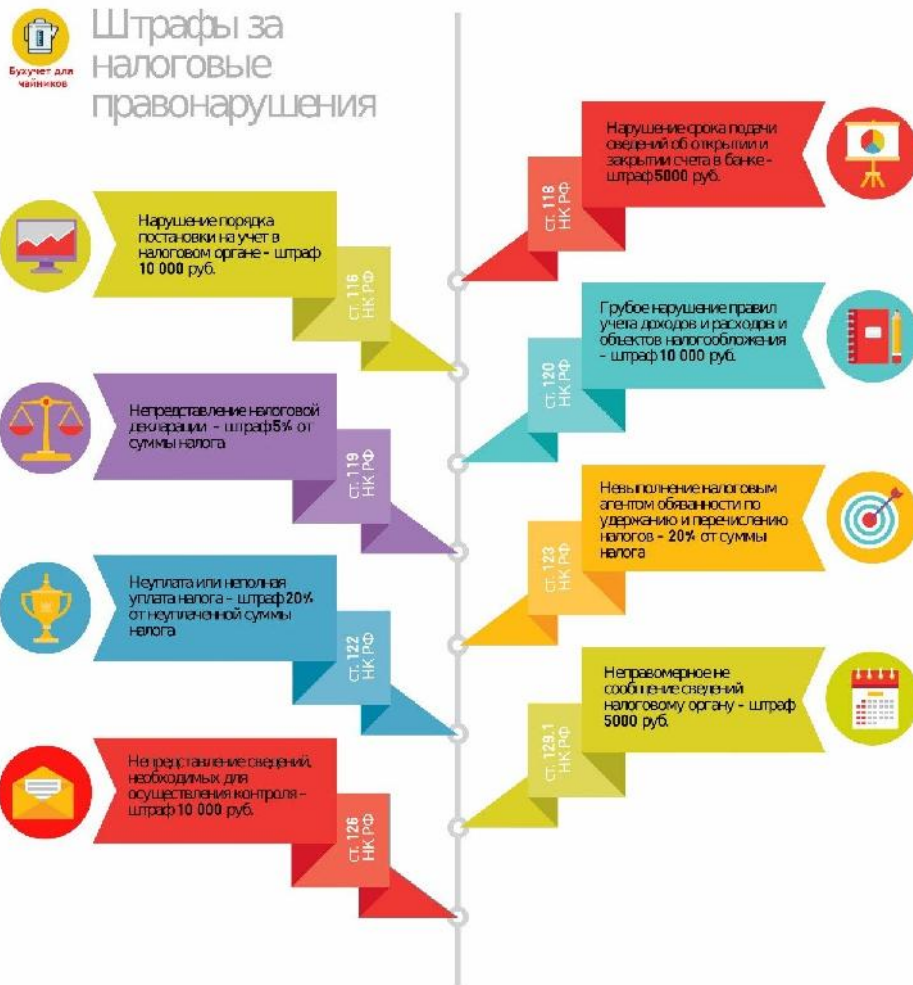 Бухучет для
чайников
Штрафы за
налоговые
правонарушения
Нарушение срока подачи
сведений об открытии и
закрытии счета в банке -
штраф 5000 руб.
ст. 118
НК РФ
Нарушение порядка
постановки на учет в
налоговом органе - штраф
10 000 руб.
ст. 116
НК РФ
Грубое нарушение правил
учета доходов и расходов и
объектов налогообложения
- штраф 10 000 руб.
ст. 120
НК РФ
Непредставление налоговой
декларации - штраф 5% от
суммы налога
ст. 119
НК РФ
Невыполнение налоговым
агентом обязанности по
удержанию и перечислению
налогов - 20% от суммы
налога
ст. 123
НК РФ
Неуплата или неполная
уплата налога - штраф 20%
от неуплаченной суммы
налога
ст. 122
НК РФ
Неправомерное не
сообщение сведений
налоговому органу - штраф
5000 руб.
ст. 129.1
НК РФ
Непредставление сведений,
необходимых для
осуществления контроля -
штраф 10 000 руб.
ст. 126
НК РФ